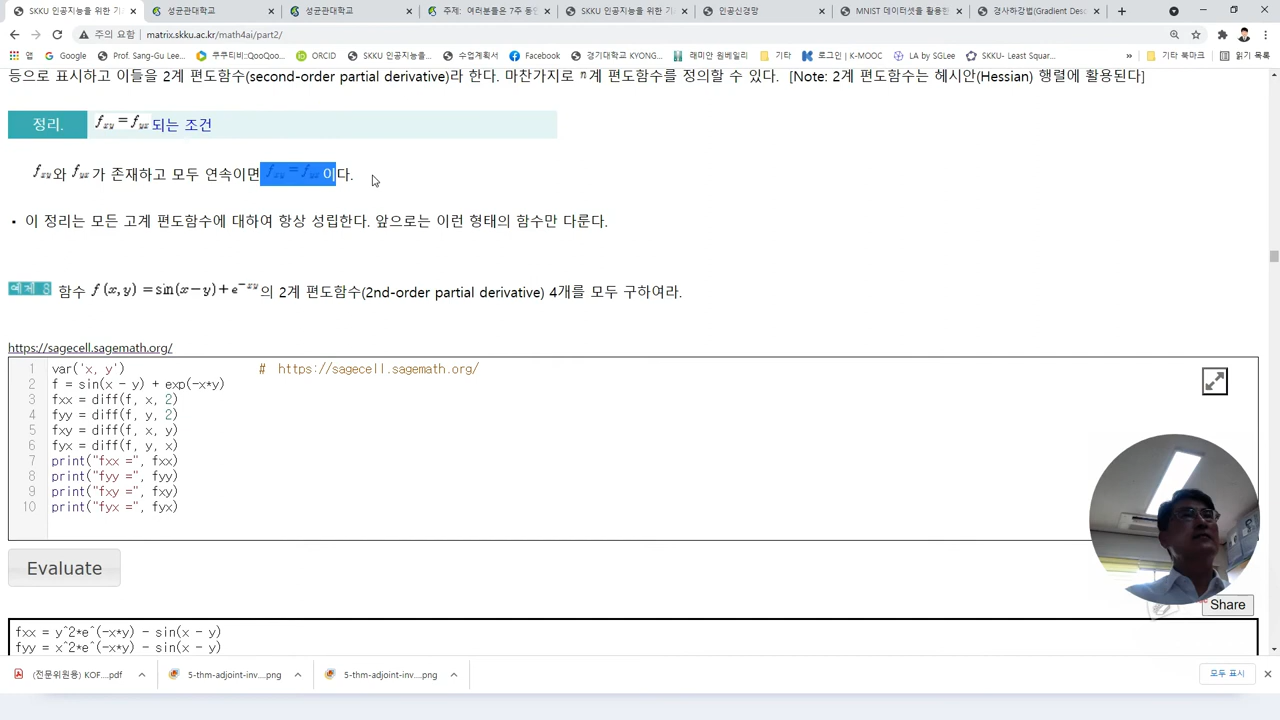 SKKU 인공지능을 위한 기
성균관대학교
성균관대학교
주제: 여러분들은 7주 동안
SKKU 인공지능을 위한 기
인공신경망
MNIST 데이터셋을 활용한
경사하강법(Gradient Desc
주의 요함 | matrix.skku.ac.kr/math4ai/part2/
앱 Google Prof. Sang-Gu Lee... 쿠쿠티비::QooQoo... ORCID SKKU 인공지능을... 수업계획서 Facebook 경기대학교 KYONG... 래미안 원베일리 기타 로그인 | K-MOOC LA by SGLee SKKU- Least Squar... » 기타 북마크 읽기 목록
등으로 표시하고 이들을 2계 편도함수(second-order partial derivative)라 한다. 마찬가지로 n계 편도함수를 정의할 수 있다. [Note: 2계 편도함수는 헤시안(Hessian) 행렬에 활용된다]
정리. f_xy = f_yx 되는 조건
f_xy와 f_yx가 존재하고 모두 연속이면 f_xy = f_yx 이다.
• 이 정리는 모든 고계 편도함수에 대하여 항상 성립한다. 앞으로는 이런 형태의 함수만 다룬다.
예제 8 함수 f(x,y)=sin(x−y)+e^{−xy}의 2계 편도함수(2nd-order partial derivative) 4개를 모두 구하여라.
https://sagecell.sagemath.org/
1 var('x, y') # https://sagecell.sagemath.org/
2 f = sin(x - y) + exp(-x*y)
3 fxx = diff(f, x, 2)
4 fyy = diff(f, y, 2)
5 fxy = diff(f, x, y)
6 fyx = diff(f, y, x)
7 print("fxx =", fxx)
8 print("fyy =", fyy)
9 print("fxy =", fxy)
10 print("fyx =", fyx)
Evaluate
Share
fxx = y^2*e^(-x*y) - sin(x - y)
fyy = x^2*e^(-x*y) - sin(x - y)
(전문위원용) KOF....pdf
5-thm-adjoint-inv....png
5-thm-adjoint-inv....png
모두 표시